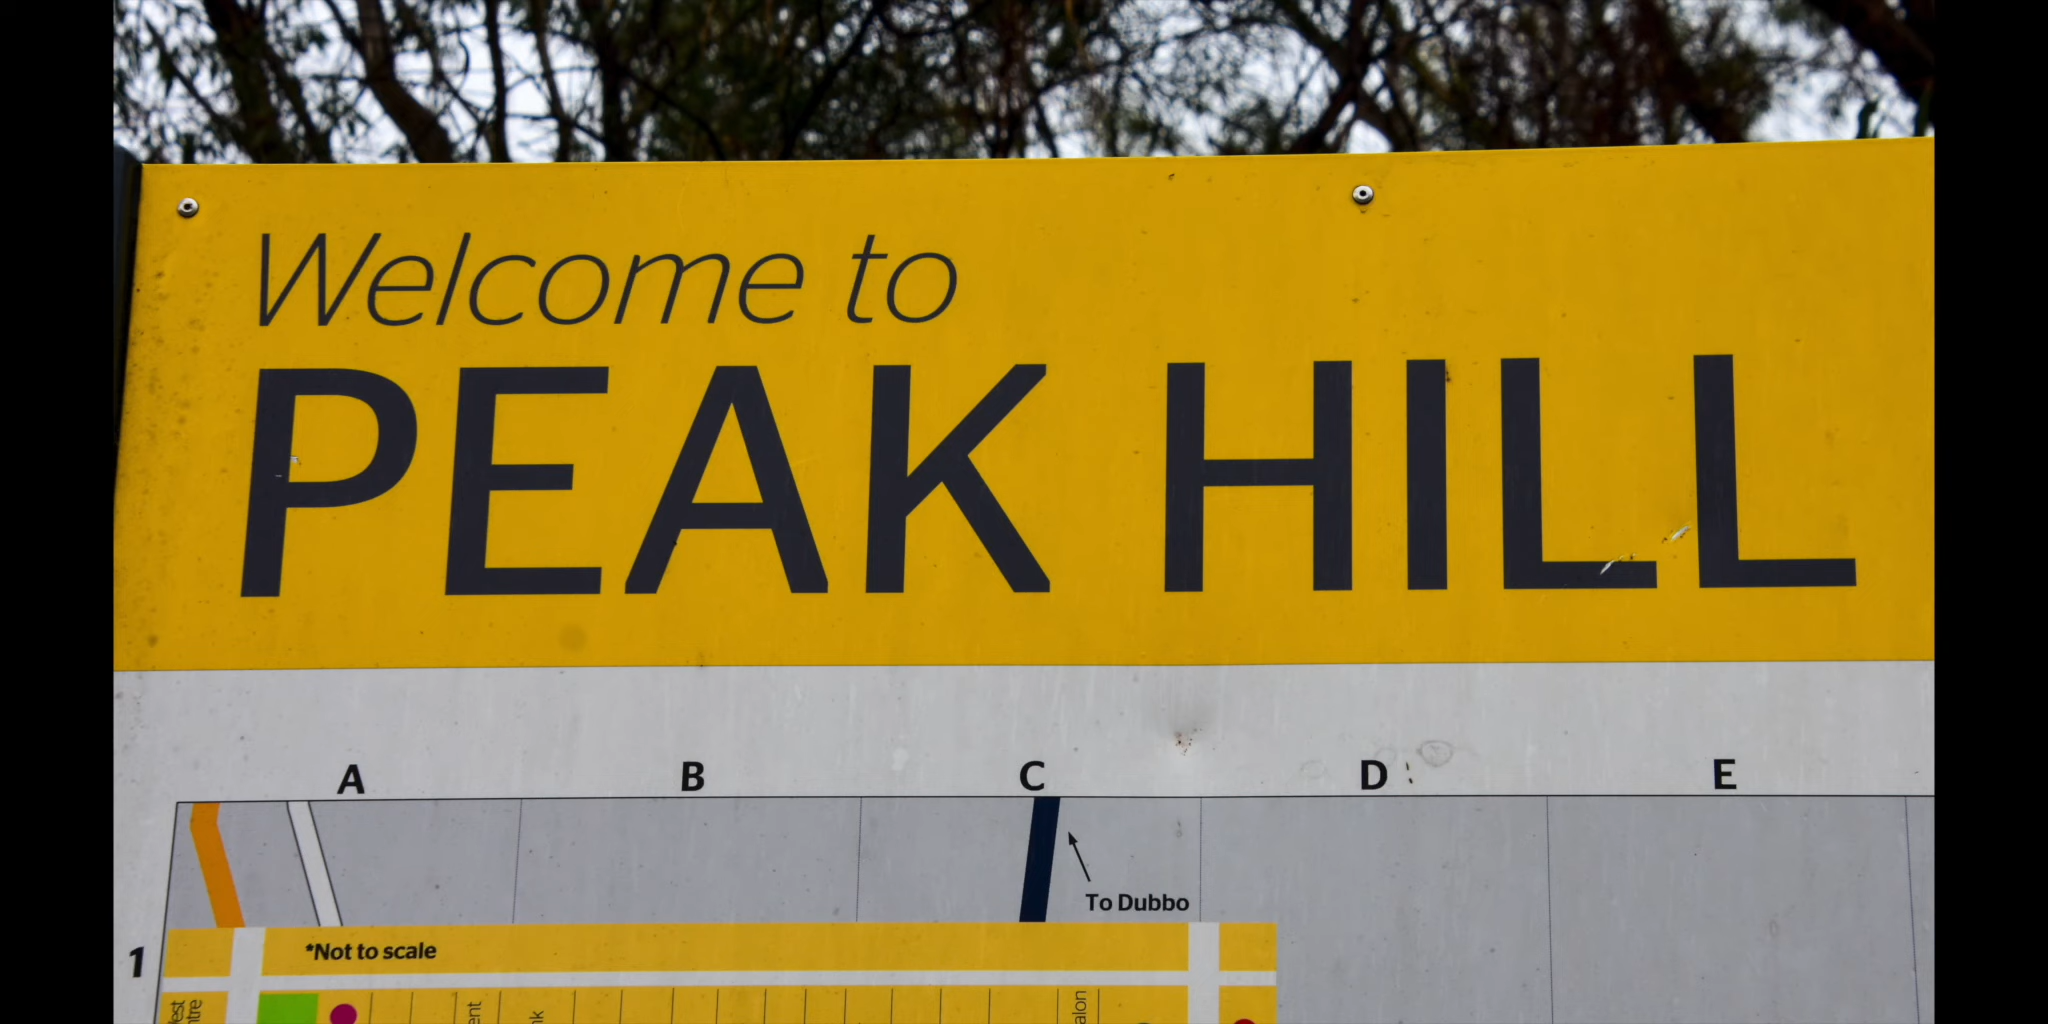 Welcome to
PEAK HILL
A B C D E
To Dubbo
1
*Not to scale